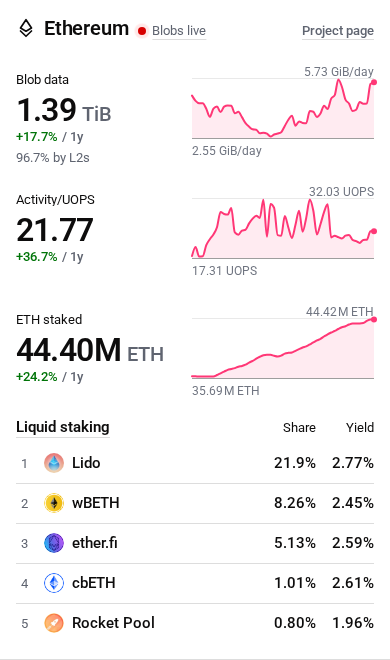 Ethereum Blobs live Project page
Blob data
5.73 GiB/day
1.39 TiB
+17.7% / 1y
96.7% by L2s
2.55 GiB/day
Activity/UOPS
32.03 UOPS
21.77
+36.7% / 1y
17.31 UOPS
ETH staked
44.42M ETH
44.40M ETH
+24.2% / 1y
35.69M ETH
Liquid staking Share Yield
1 Lido 21.9% 2.77%
2 wBETH 8.26% 2.45%
3 ether.fi 5.13% 2.59%
4 cbETH 1.01% 2.61%
5 Rocket Pool 0.80% 1.96%